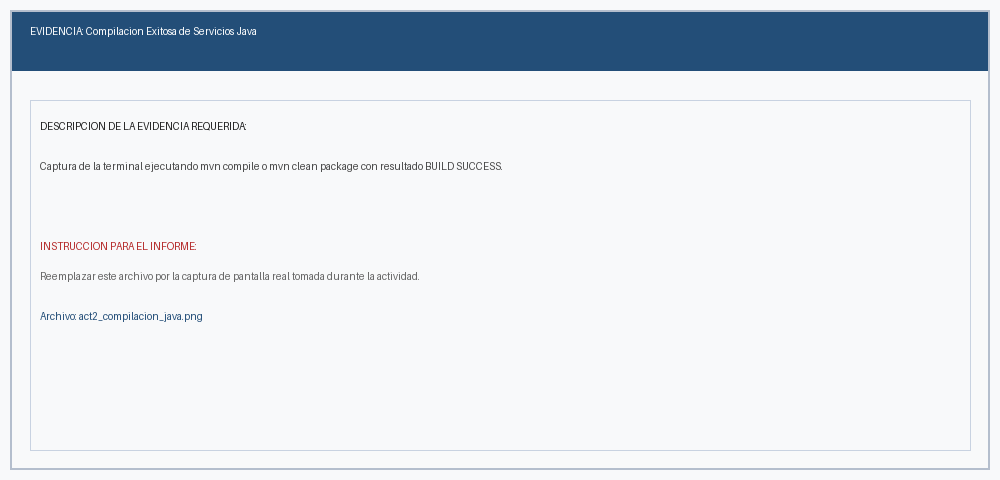 EVIDENCIA: Compilacion Exitosa de Servicios Java
DESCRIPCION DE LA EVIDENCIA REQUERIDA:
Captura de la terminal ejecutando mvn compile o mvn clean package con resultado BUILD SUCCESS.
INSTRUCCION PARA EL INFORME:
Reemplazar este archivo por la captura de pantalla real tomada durante la actividad.
Archivo: act2_compilacion_java.png